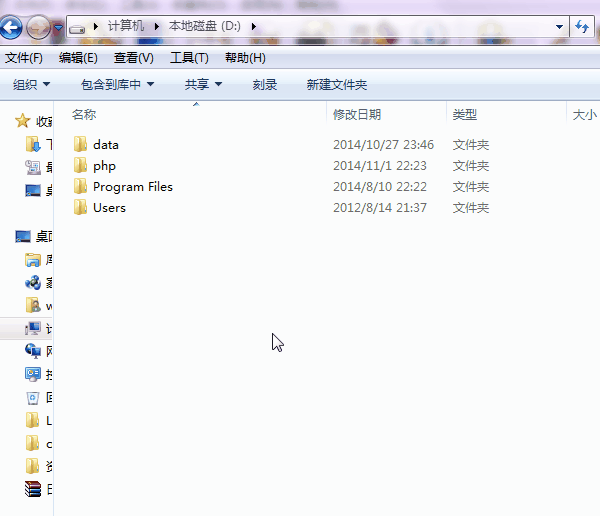 计算机 本地磁盘 (D:)
文件(F) 编辑(E) 查看(V) 工具(T) 帮助(H)
组织 包含到库中 共享 刻录 新建文件夹
名称 修改日期 类型 大小
data 2014/10/27 23:46 文件夹
php 2014/11/1 22:23 文件夹
Program Files 2014/8/10 22:22 文件夹
Users 2012/8/14 21:37 文件夹
收藏
下
最
桌
桌面
库
家
w
计
网
控
回
L
c
资
日